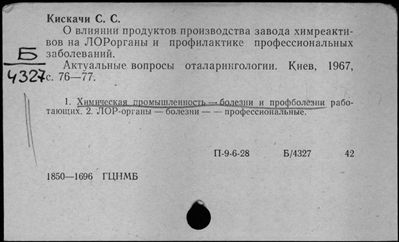 Кискачи С. С.
О влиянии продуктов производства завода химреакти-
вов на ЛОРорганы и профилактике профессиональных
заболеваний.
Б
4327
Актуальные вопросы оталарингологии. Киев, 1967,
с. 76—77.
1. Химическая промышленность — болезни и профболезни рабо-
тающих. 2. ЛОР-органы — болезни — — профессиональные.
П-9-6-28 Б/4327 42
1850—1696 ГЦНМБ